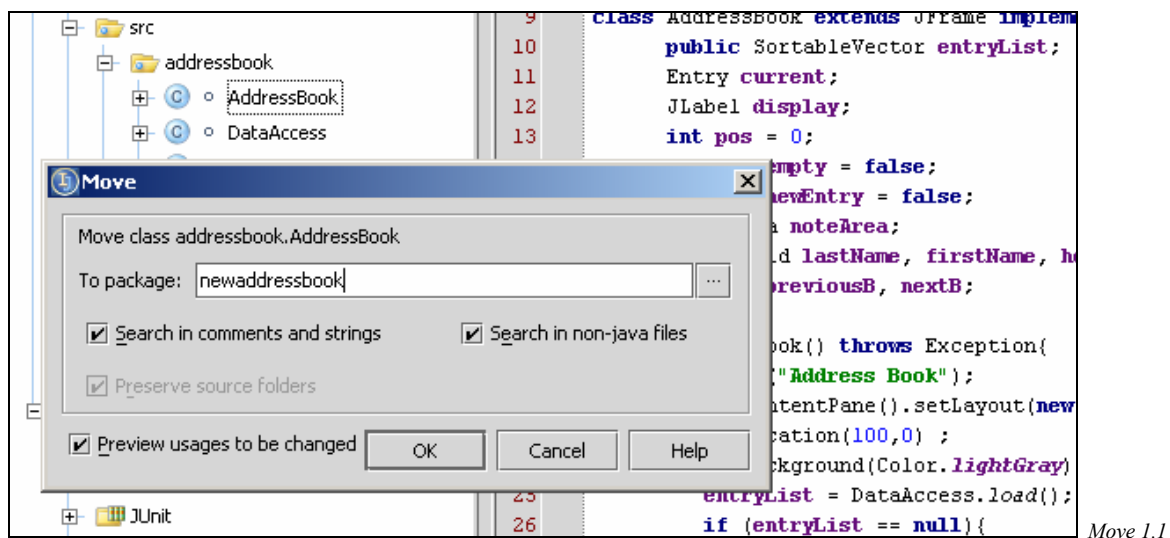 src
addressbook
AddressBook
DataAccess
9 class AddressBook extends JFrame implem
10 public SortableVector entryList;
11 Entry current;
12 JLabel display;
13 int pos = 0;
empty = false;
newEntry = false;
noteArea;
lastName, firstName, h
previousB, nextB;
ook() throws Exception{
("Address Book");
ntentPane().setLayout(new
cation(100,0) ;
ckground(Color.lightGray)
25 entryList = DataAccess.load();
26 if (entryList == null){
Move
Move class addressbook.AddressBook
To package: newaddressbook ...
Search in comments and strings Search in non-java files
Preserve source folders
Preview usages to be changed OK Cancel Help
JUnit
Move 1.1